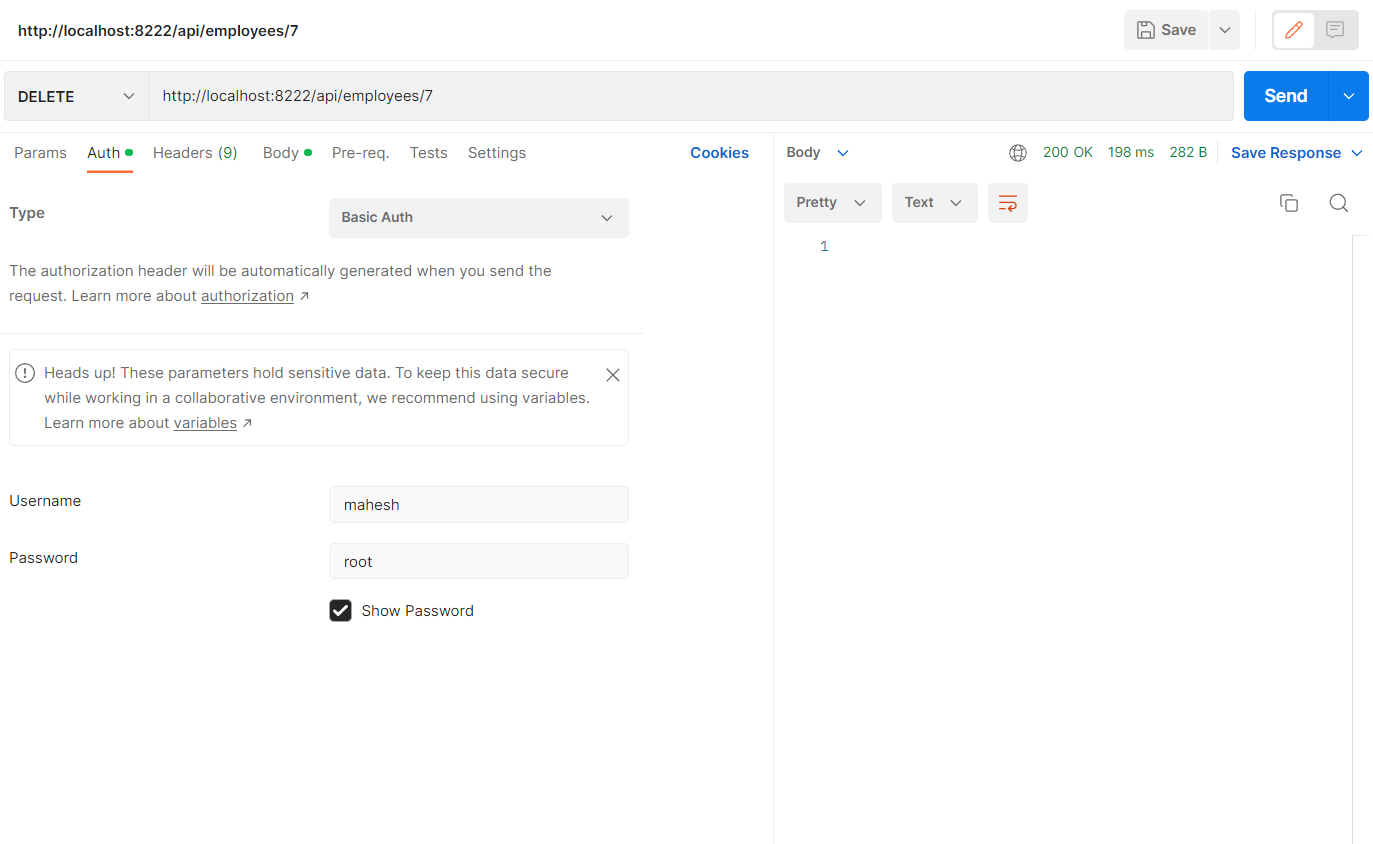 http://localhost:8222/api/employees/7
Save
DELETE
http://localhost:8222/api/employees/7
Send
Params Auth Headers (9) Body Pre-req. Tests Settings Cookies
Body 200 OK 198 ms 282 B Save Response
Type
Basic Auth
Pretty Text
1
The authorization header will be automatically generated when you send the
request. Learn more about authorization ↗
Heads up! These parameters hold sensitive data. To keep this data secure
while working in a collaborative environment, we recommend using variables.
Learn more about variables ↗
Username mahesh
Password root
Show Password